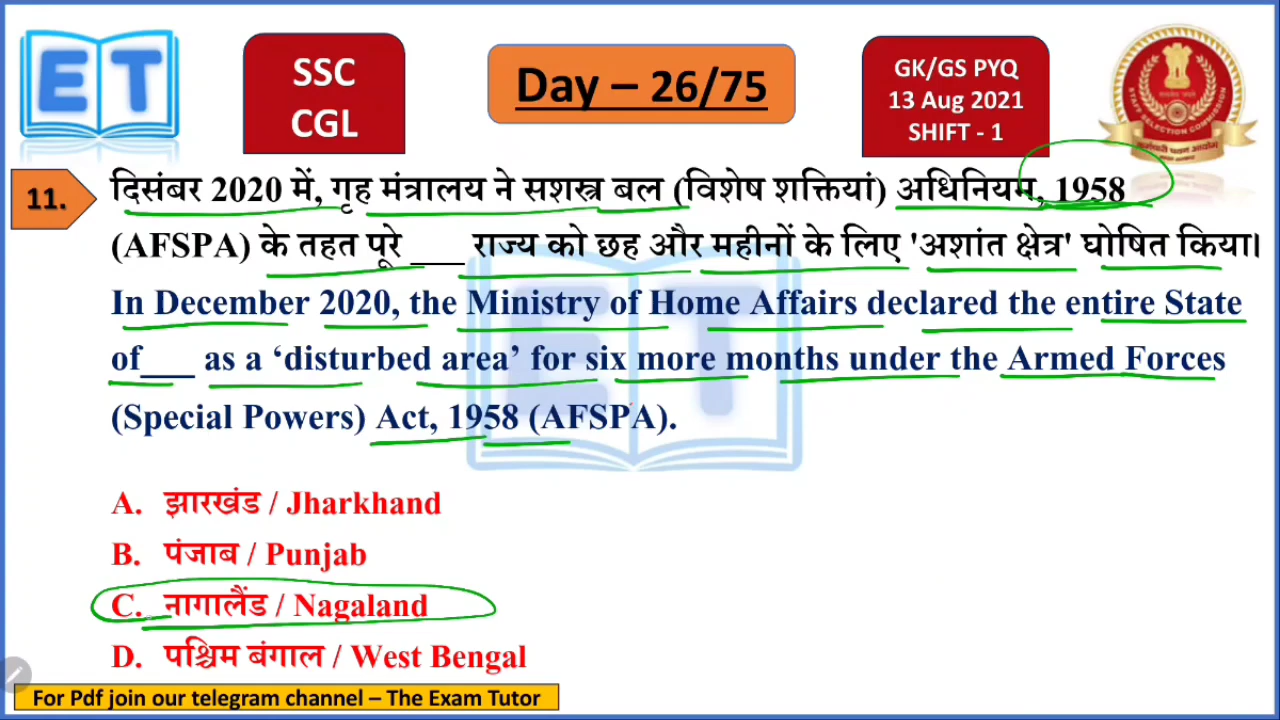 ET
SSC
CGL
Day – 26/75
GK/GS PYQ
13 Aug 2021
SHIFT - 1
STAFF SELECTION COMMISSION
11.
दिसंबर 2020 में, गृह मंत्रालय ने सशस्त्र बल (विशेष शक्तियां) अधिनियम, 1958
(AFSPA) के तहत पूरे ___ राज्य को छह और महीनों के लिए 'अशांत क्षेत्र' घोषित किया।
In December 2020, the Ministry of Home Affairs declared the entire State
of___ as a ‘disturbed area’ for six more months under the Armed Forces
(Special Powers) Act, 1958 (AFSPA).
ET
A. झारखंड / Jharkhand
B. पंजाब / Punjab
C. नागालैंड / Nagaland
D. पश्चिम बंगाल / West Bengal
For Pdf join our telegram channel – The Exam Tutor